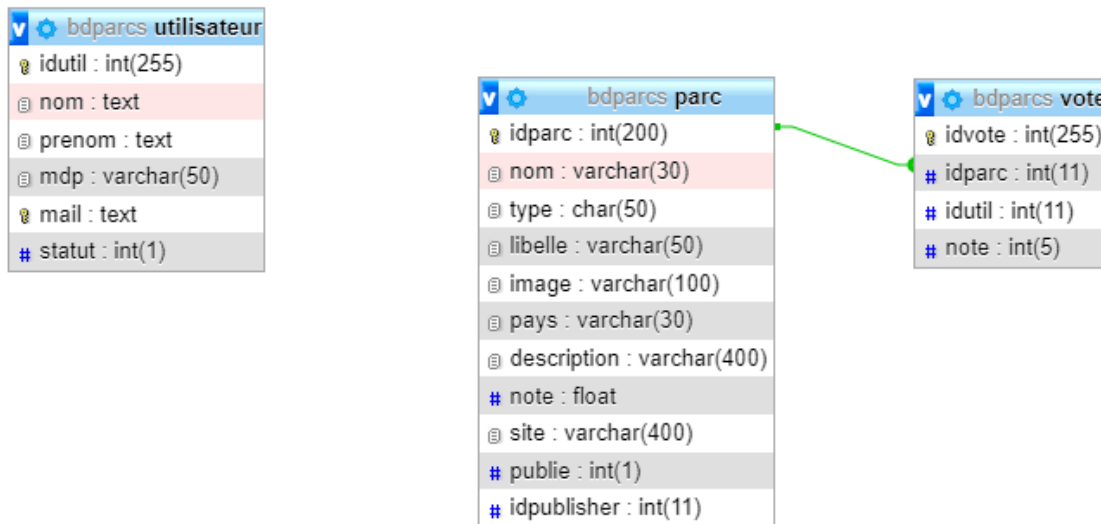 v bdparcs utilisateur
idutil : int(255)
nom : text
prenom : text
mdp : varchar(50)
mail : text
# statut : int(1)
v bdparcs parc
idparc : int(200)
nom : varchar(30)
type : char(50)
libelle : varchar(50)
image : varchar(100)
pays : varchar(30)
description : varchar(400)
# note : float
site : varchar(400)
# publie : int(1)
# idpublisher : int(11)
v bdparcs vote
idvote : int(255)
# idparc : int(11)
# idutil : int(11)
# note : int(5)